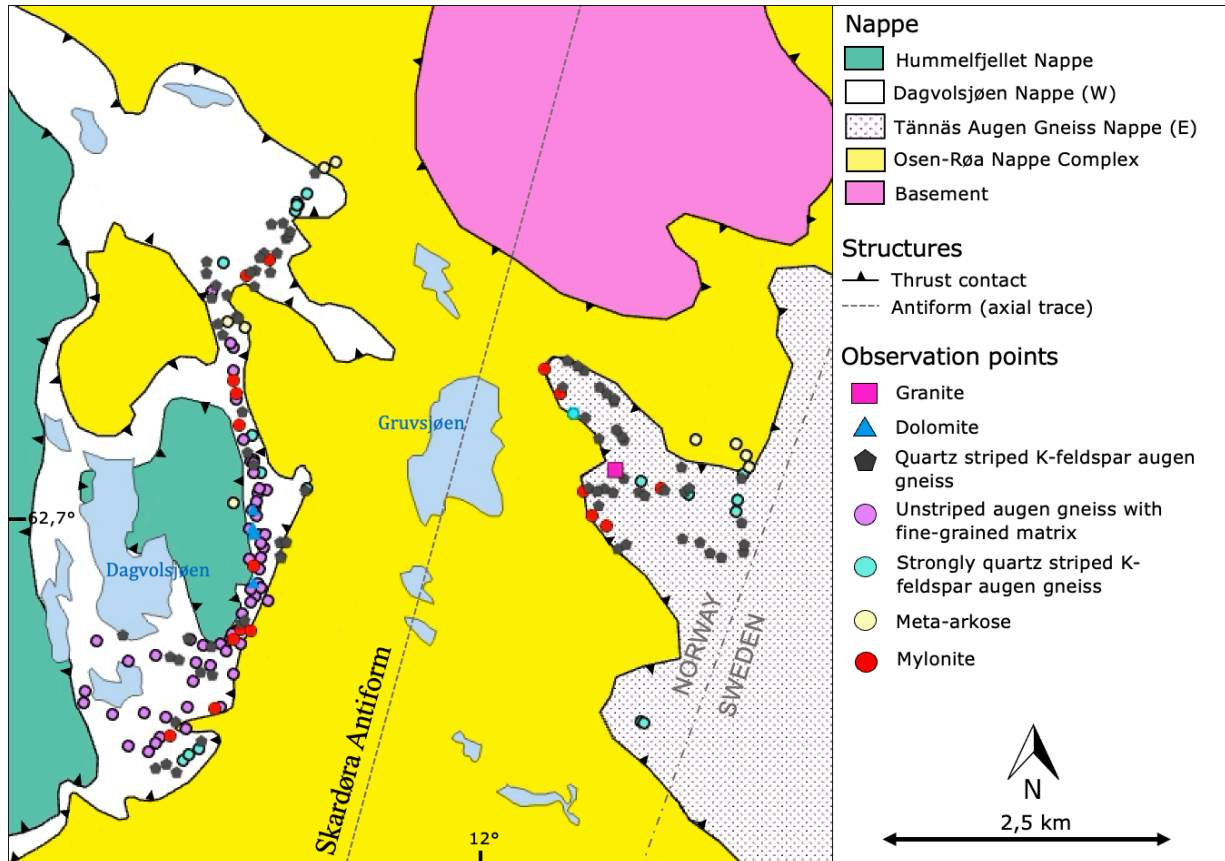 Gruvsjøen
62,7°
Dagvolsjøen
NORWAY
SWEDEN
Skardøra Antiform
12°
Nappe
Hummelfjellet Nappe
Dagvolsjøen Nappe (W)
Tännäs Augen Gneiss Nappe (E)
Osen-Røa Nappe Complex
Basement
Structures
Thrust contact
Antiform (axial trace)
Observation points
Granite
Dolomite
Quartz striped K-feldspar augen
gneiss
Unstriped augen gneiss with
fine-grained matrix
Strongly quartz striped K-
feldspar augen gneiss
Meta-arkose
Mylonite
N
2,5 km